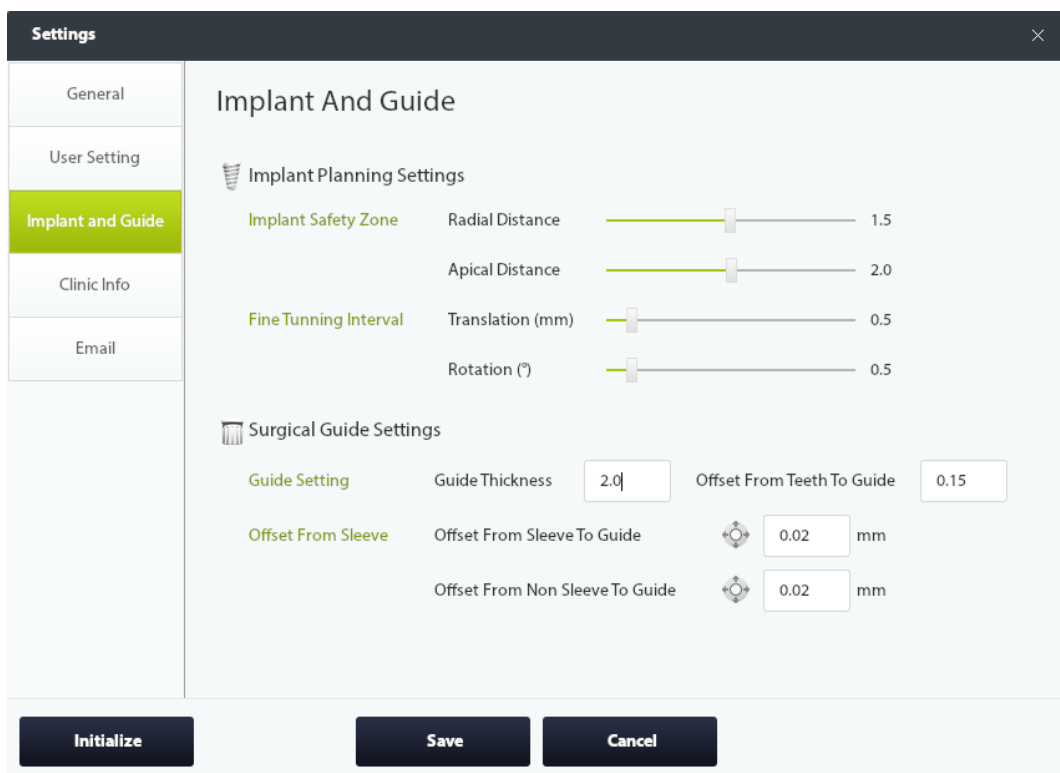 Settings
General
User Setting
Implant and Guide
Clinic Info
Email
Implant And Guide
Implant Planning Settings
Implant Safety Zone Radial Distance 1.5
Apical Distance 2.0
Fine Tunning Interval Translation (mm) 0.5
Rotation (º) 0.5
Surgical Guide Settings
Guide Setting Guide Thickness 2.0 Offset From Teeth To Guide 0.15
Offset From Sleeve Offset From Sleeve To Guide 0.02 mm
Offset From Non Sleeve To Guide 0.02 mm
Initialize Save Cancel